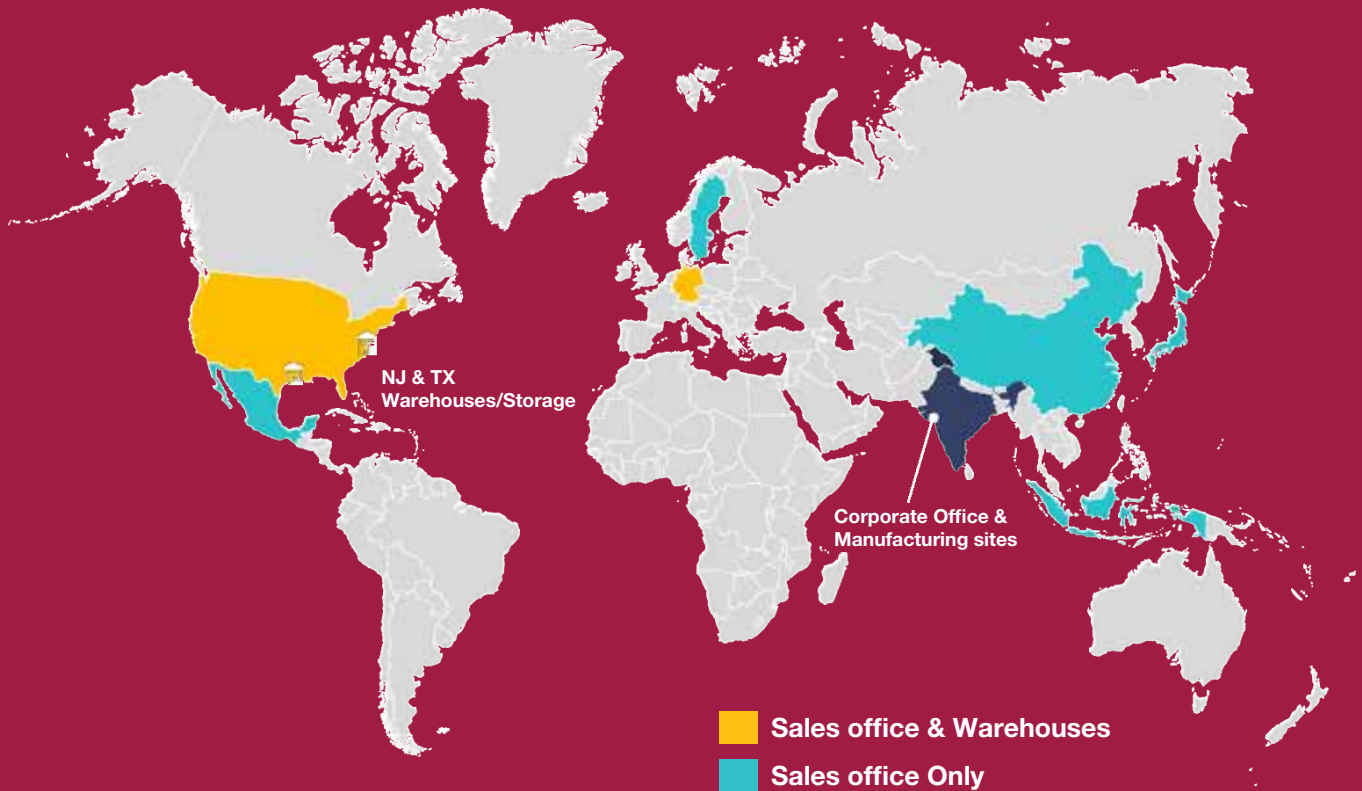 NJ & TX
Warehouses/Storage
Corporate Office &
Manufacturing sites
Sales office & Warehouses
Sales office Only